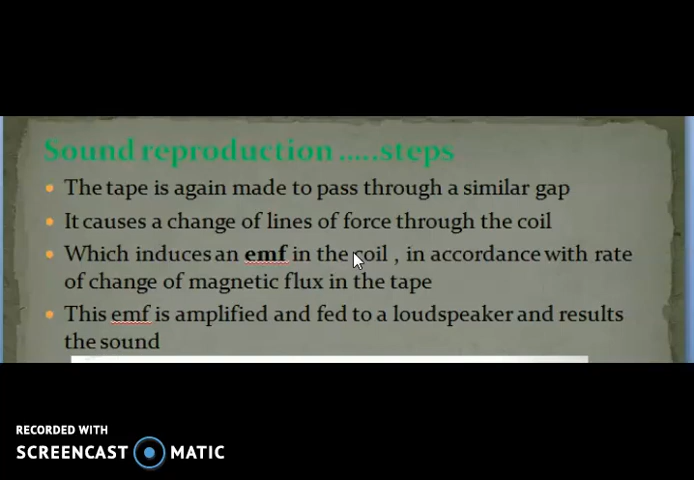 Sound reproduction .....steps
The tape is again made to pass through a similar gap
It causes a change of lines of force through the coil
Which induces an emf in the coil , in accordance with rate
of change of magnetic flux in the tape
This emf is amplified and fed to a loudspeaker and results
the sound
RECORDED WITH
SCREENCAST MATIC